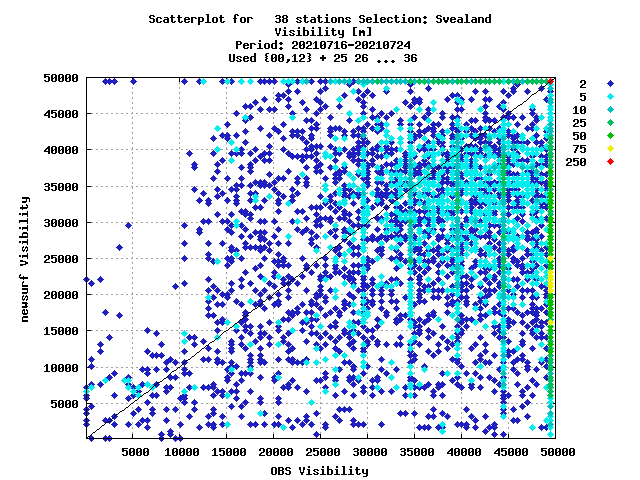 Scatterplot for   38 stations Selection: Svealand
Visibility [m]
Period: 20210716-20210724
Used {00,12} + 25 26 ... 36
50000
45000
40000
35000
30000
25000
20000
15000
10000
5000
newsurf Visibility
2
5
10
25
50
75
250
5000 10000 15000 20000 25000 30000 35000 40000 45000 50000
OBS Visibility